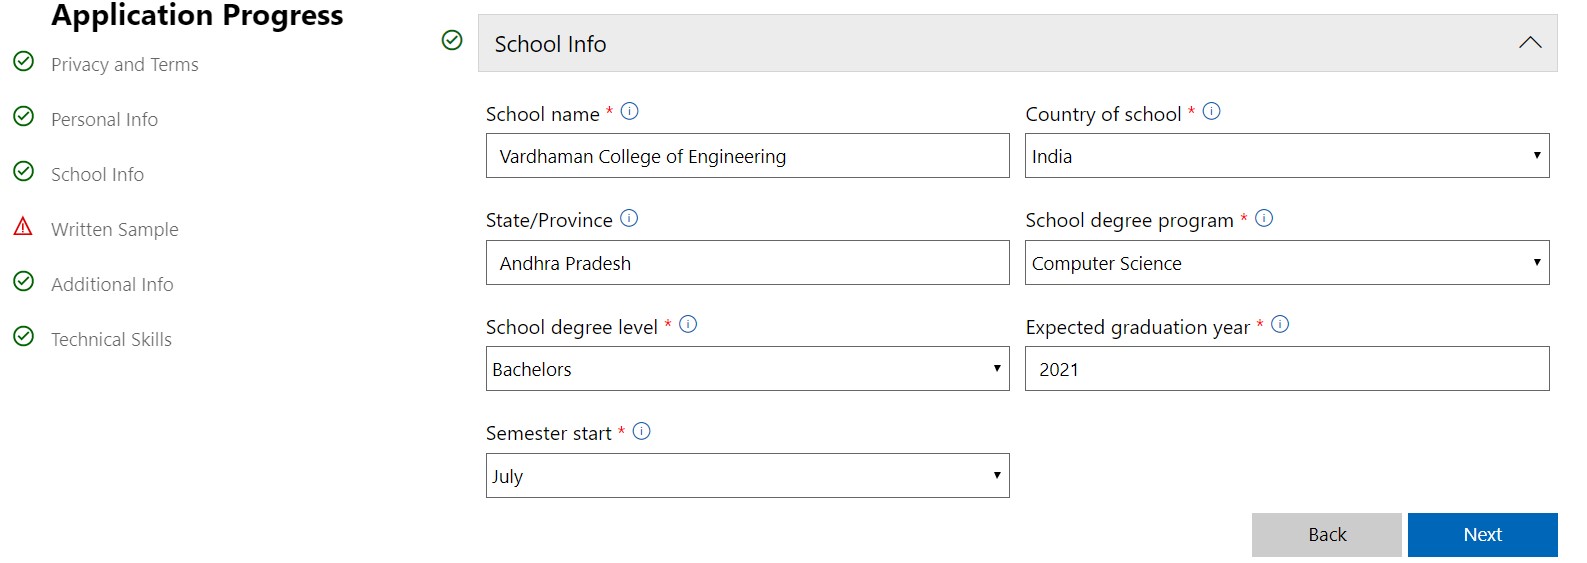 Application Progress
Privacy and Terms
Personal Info
School Info
Written Sample
Additional Info
Technical Skills
School Info
School name * Country of school *
Vardhaman College of Engineering India
State/Province School degree program *
Andhra Pradesh Computer Science
School degree level * Expected graduation year *
Bachelors 2021
Semester start *
July
Back Next